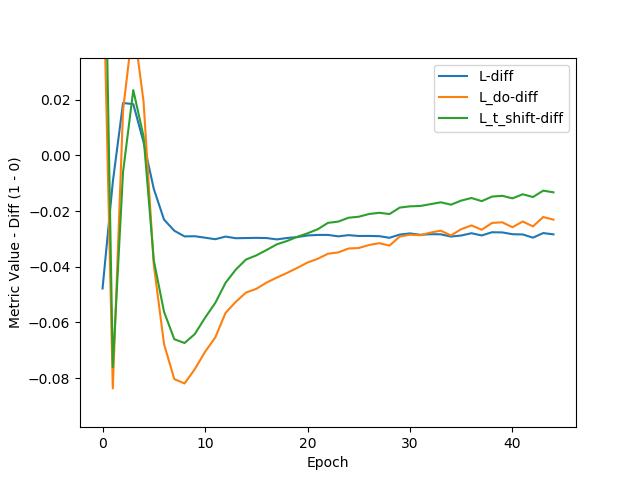 L-diff
L_do-diff
L_t_shift-diff
0.02
0.00
−0.02
−0.04
−0.06
−0.08
Metric Value - Diff (1 - 0)
0 10 20 30 40
Epoch